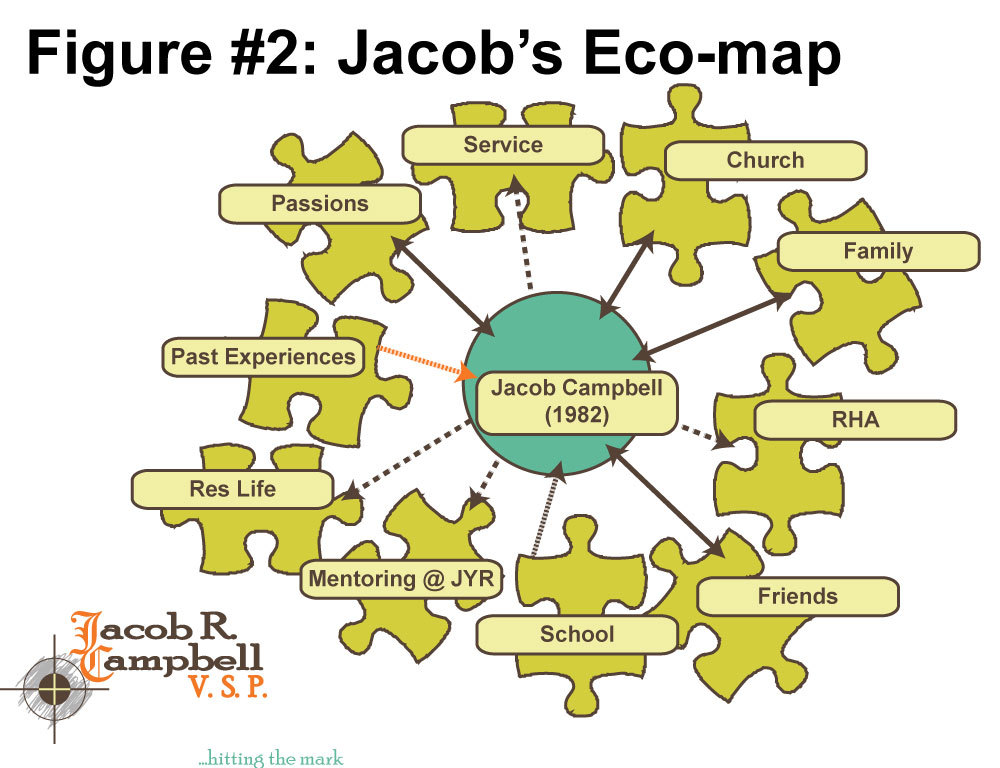 Figure #2: Jacob's Eco-map
Service
Church
Passions
Family
Past Experiences
Jacob Campbell
(1982)
RHA
Res Life
Mentoring @ JYR
Friends
School
Jacob R.
Campbell
V. S. P.
...hitting the mark